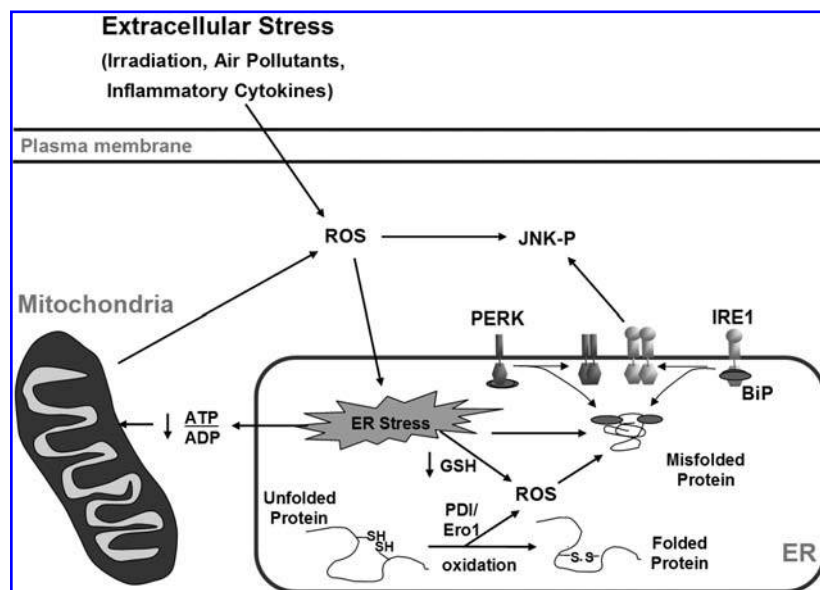 Extracellular Stress
(Irradiation, Air Pollutants,
Inflammatory Cytokines)
Plasma membrane
ROS
JNK-P
Mitochondria
PERK
IRE1
BiP
ATP
ADP
ER Stress
GSH
Misfolded
Protein
ROS
Unfolded
Protein
PDI/
Ero1
SH
SH
oxidation
S-S
Folded
Protein
ER